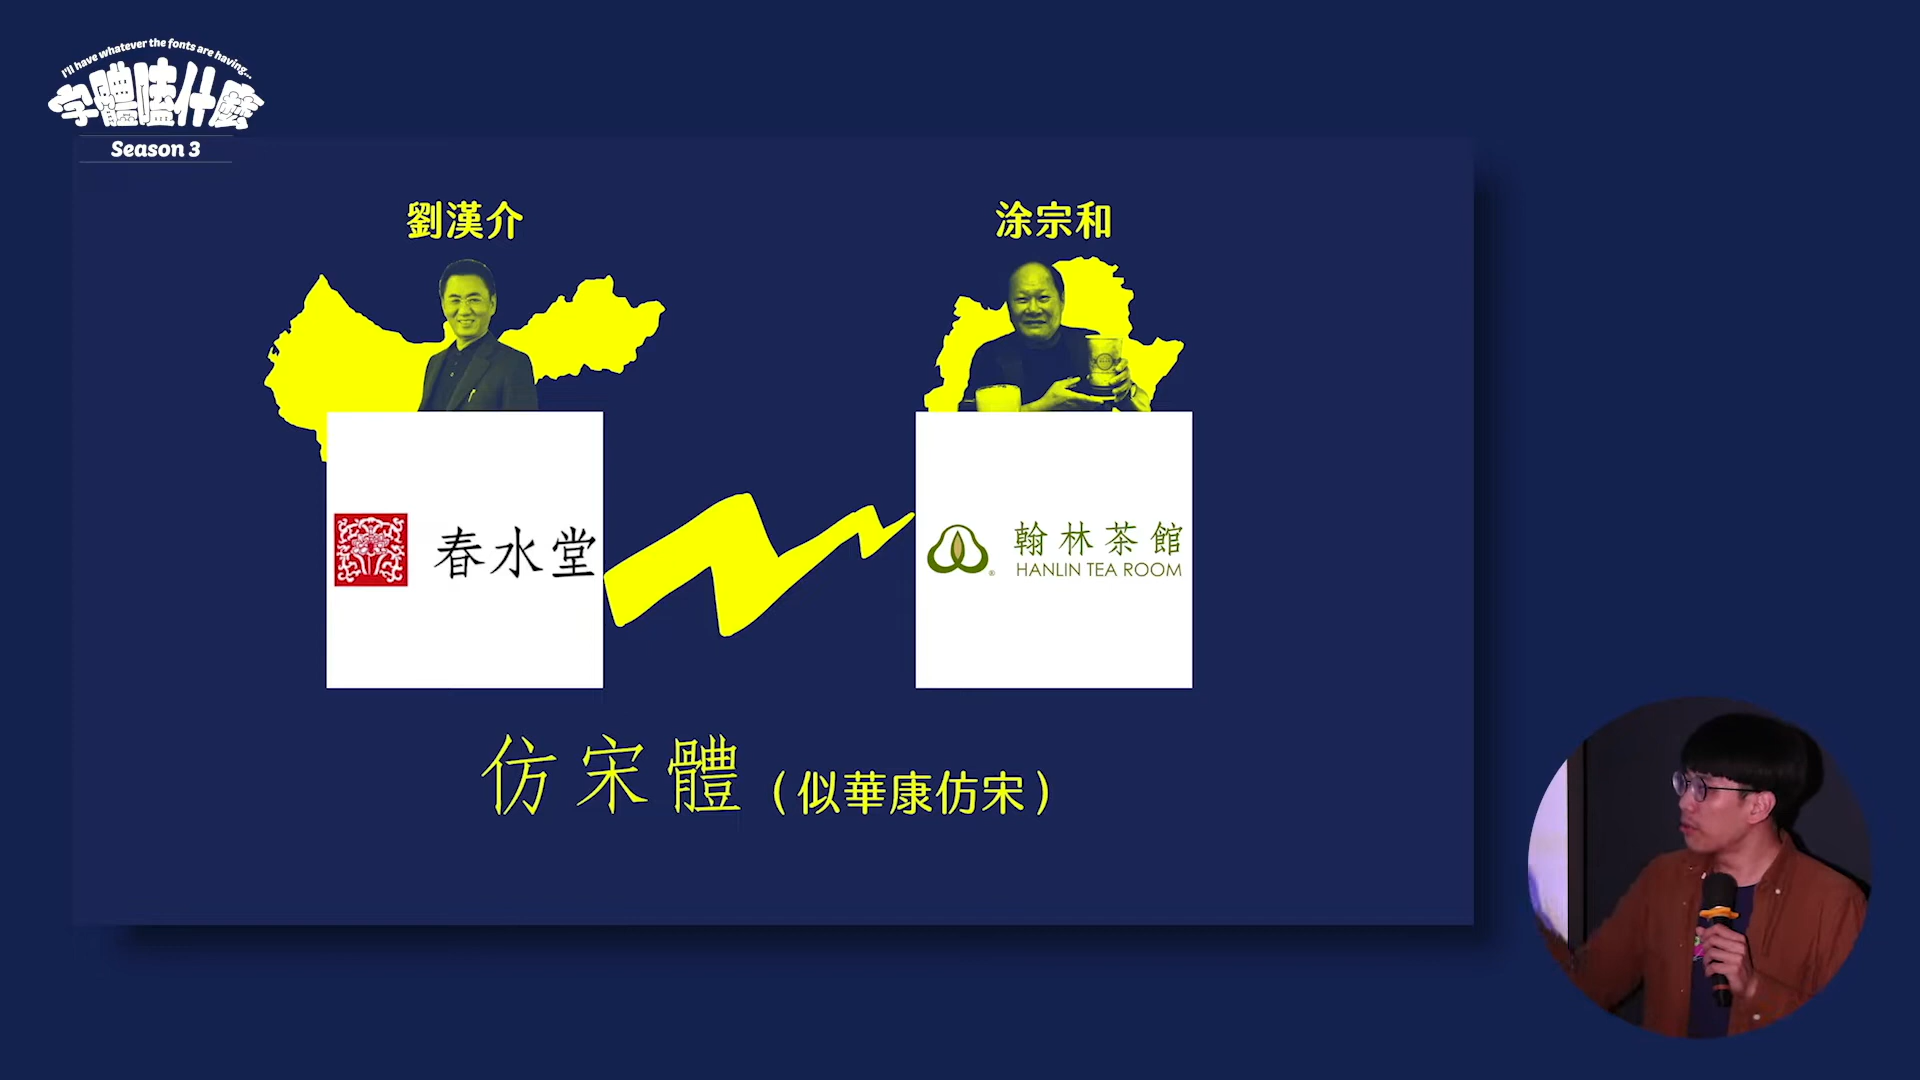 I'll have whatever the fonts are having...
字體嗑什麼
Season 3
劉漢介
涂宗和
春水堂
翰林茶館
HANLIN TEA ROOM
仿宋體（似華康仿宋）